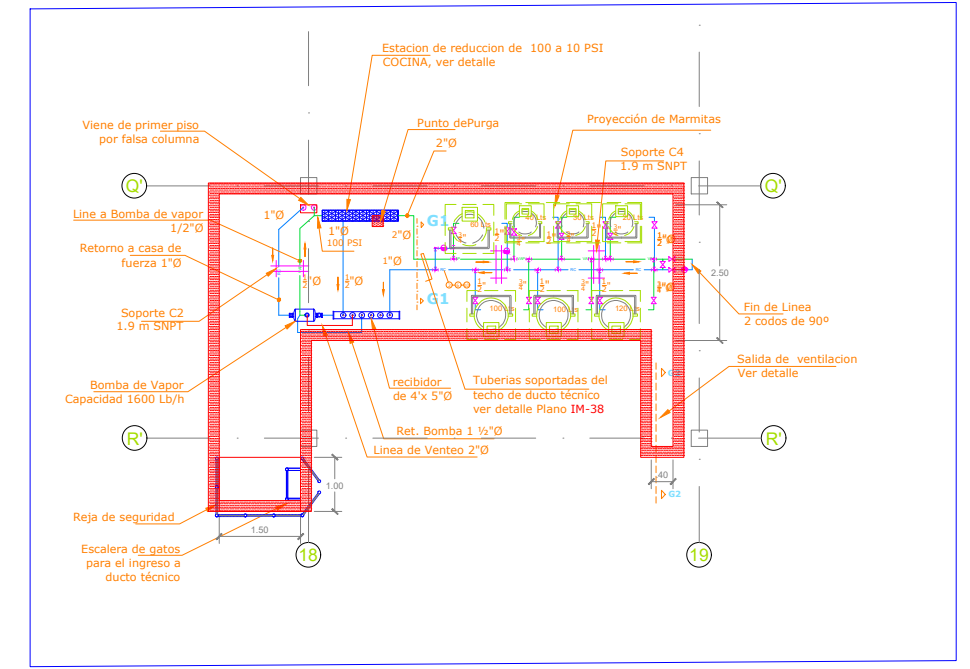 Estacion de reduccion de 100 a 10 PSI
COCINA, ver detalle
Viene de primer piso
por falsa columna
Punto dePurga
2"Ø
Proyección de Marmitas
Soporte C4
1.9 m SNPT
Q'
Q'
Line a Bomba de vapor
1/2"Ø
1"Ø
1"Ø
100 PSI
2"Ø
G1
Retorno a casa de
fuerza 1"Ø
1"Ø
½"Ø
½"Ø
G1
2.50
Soporte C2
1.9 m SNPT
100
100
120
Fin de Linea
2 codos de 90º
Bomba de Vapor
Capacidad 1600 Lb/h
recibidor
de 4'x 5"Ø
Tuberias soportadas del
techo de ducto técnico
ver detalle Plano IM-38
Salida de ventilacion
Ver detalle
Ret. Bomba 1 ½"Ø
Linea de Venteo 2"Ø
R'
R'
.40
G2
1.00
Reja de seguridad
1.50
Escalera de gatos
para el ingreso a
ducto técnico
18
19